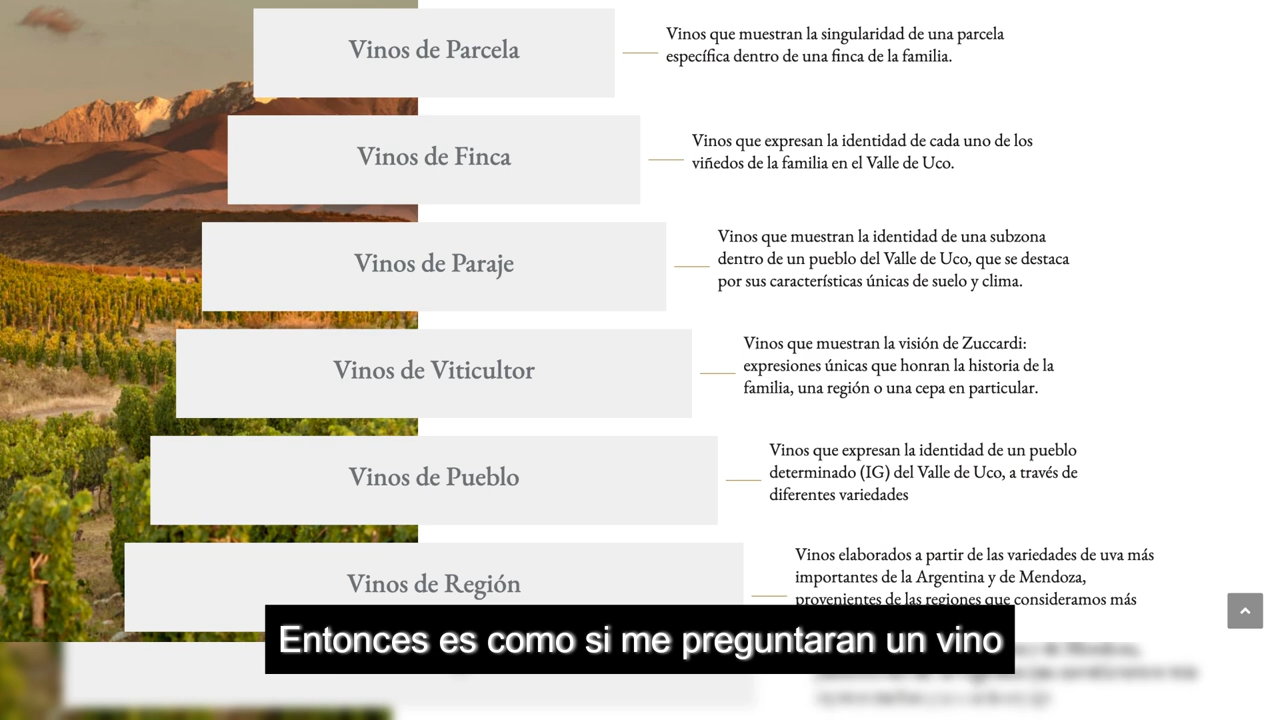 Vinos de Parcela
Vinos que muestran la singularidad de una parcela
específica dentro de una finca de la familia.
Vinos de Finca
Vinos que expresan la identidad de cada uno de los
viñedos de la familia en el Valle de Uco.
Vinos de Paraje
Vinos que muestran la identidad de una subzona
dentro de un pueblo del Valle de Uco, que se destaca
por sus características únicas de suelo y clima.
Vinos de Viticultor
Vinos que muestran la visión de Zuccardi:
expresiones únicas que honran la historia de la
familia, una región o una cepa en particular.
Vinos de Pueblo
Vinos que expresan la identidad de un pueblo
determinado (IG) del Valle de Uco, a través de
diferentes variedades
Vinos de Región
Vinos elaborados a partir de las variedades de uva más
importantes de la Argentina y de Mendoza,
provenientes de las regiones que consideramos más
Entonces es como si me preguntaran un vino